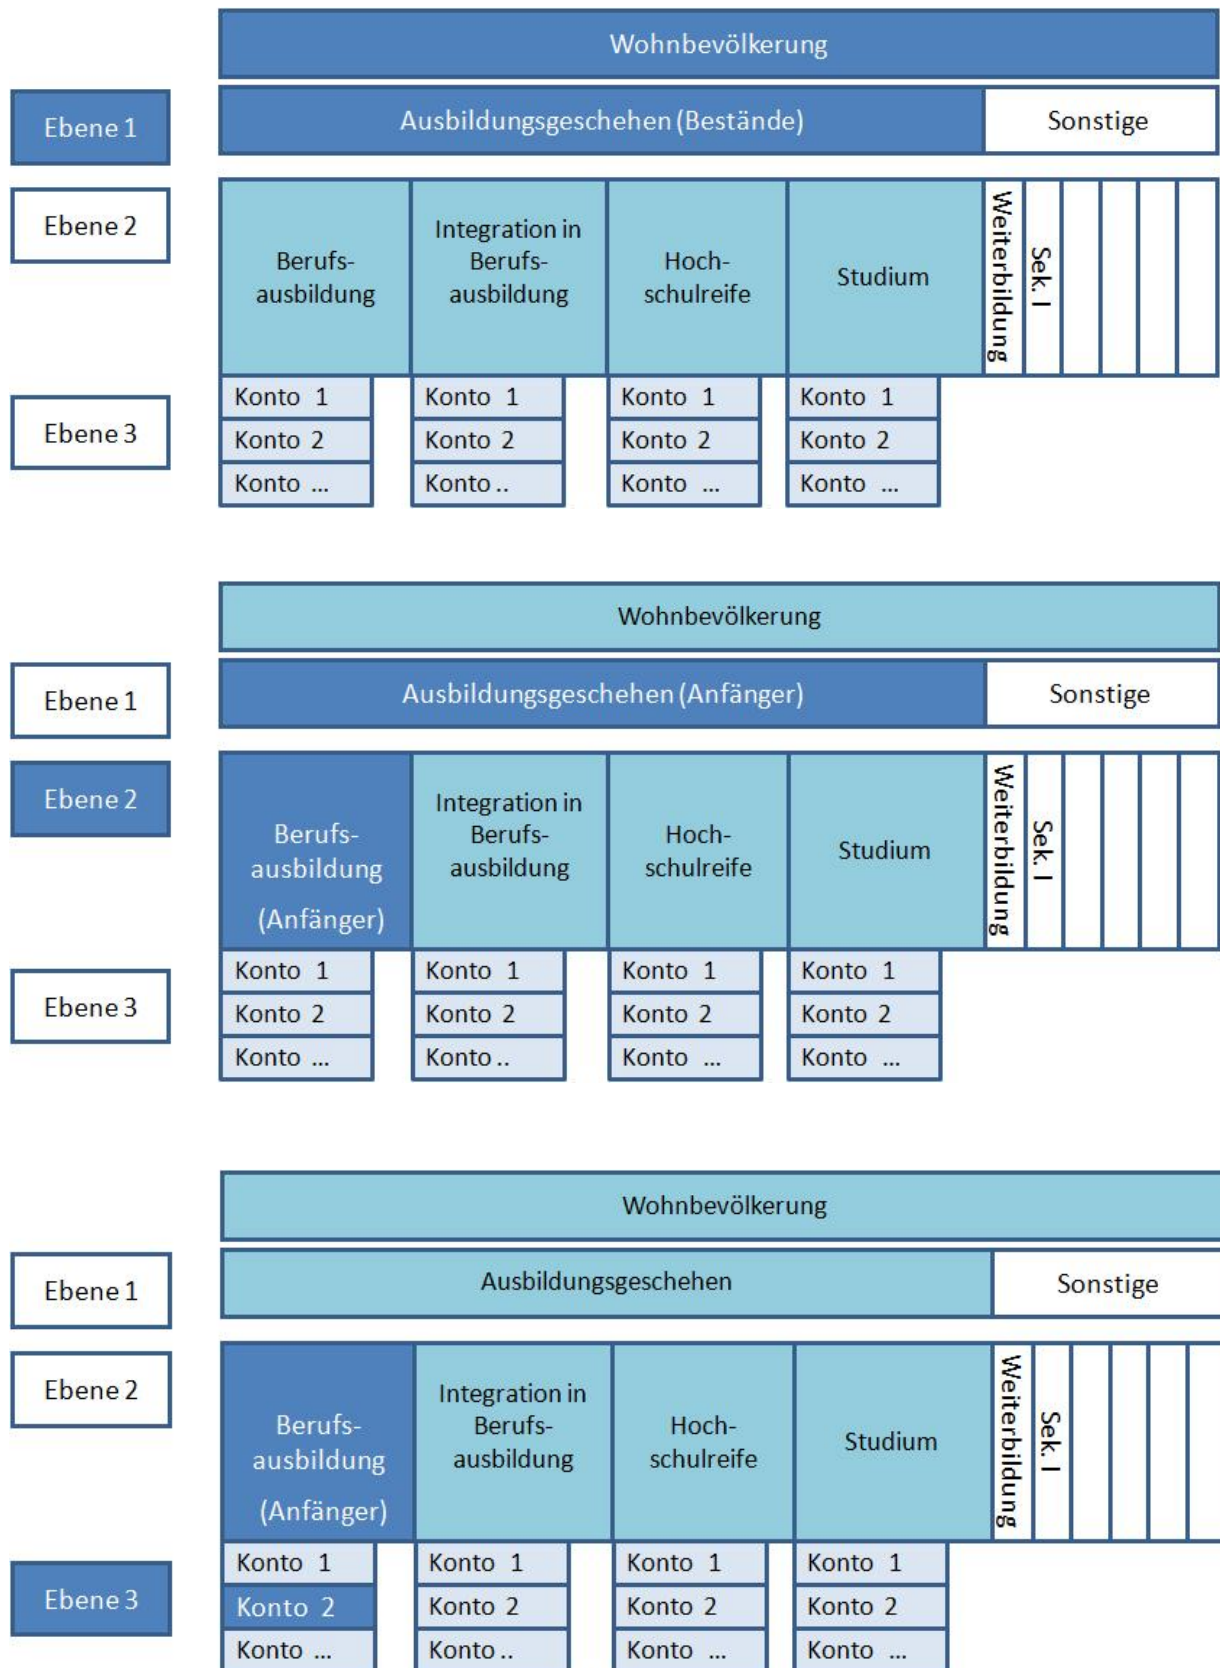 Wohnbevölkerung
Ebene 1
Ausbildungsgeschehen (Bestände)
Sonstige
Ebene 2
Berufs-
ausbildung
Integration in
Berufs-
ausbildung
Hoch-
schulreife
Studium
Weiterbildung
Sek. I
Ebene 3
Konto 1
Konto 2
Konto ...
Konto 1
Konto 2
Konto ..
Konto 1
Konto 2
Konto ...
Konto 1
Konto 2
Konto ...
Wohnbevölkerung
Ebene 1
Ausbildungsgeschehen (Anfänger)
Sonstige
Ebene 2
Berufs-
ausbildung
(Anfänger)
Integration in
Berufs-
ausbildung
Hoch-
schulreife
Studium
Weiterbildung
Sek. I
Ebene 3
Konto 1
Konto 2
Konto ...
Konto 1
Konto 2
Konto ..
Konto 1
Konto 2
Konto ...
Konto 1
Konto 2
Konto ...
Wohnbevölkerung
Ebene 1
Ausbildungsgeschehen
Sonstige
Ebene 2
Berufs-
ausbildung
(Anfänger)
Integration in
Berufs-
ausbildung
Hoch-
schulreife
Studium
Weiterbildung
Sek. I
Ebene 3
Konto 1
Konto 2
Konto ...
Konto 1
Konto 2
Konto ..
Konto 1
Konto 2
Konto ...
Konto 1
Konto 2
Konto ...